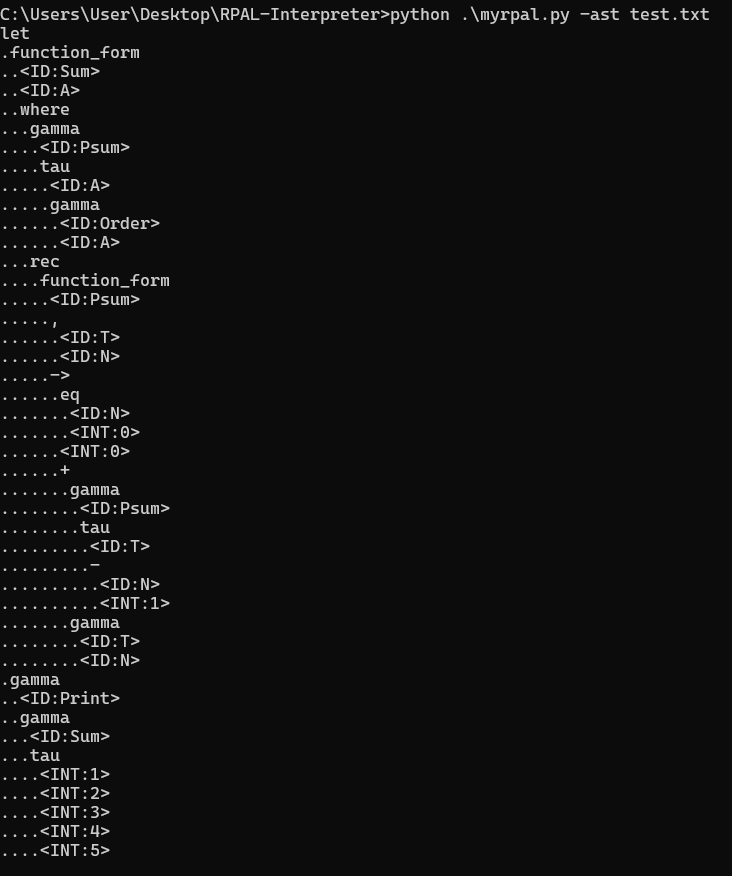 C:\Users\User\Desktop\RPAL-Interpreter>python .\myrpal.py -ast test.txt
let
.function_form
..<ID:Sum>
..<ID:A>
..where
...gamma
....<ID:Psum>
....tau
.....<ID:A>
.....gamma
......<ID:Order>
......<ID:A>
...rec
....function_form
.....<ID:Psum>
.....,
......<ID:T>
......<ID:N>
.....->
......eq
.......<ID:N>
.......<INT:0>
......<INT:0>
......+
.......gamma
........<ID:Psum>
........tau
.........<ID:T>
.........-
..........<ID:N>
..........<INT:1>
.......gamma
........<ID:T>
........<ID:N>
.gamma
..<ID:Print>
..gamma
...<ID:Sum>
...tau
....<INT:1>
....<INT:2>
....<INT:3>
....<INT:4>
....<INT:5>